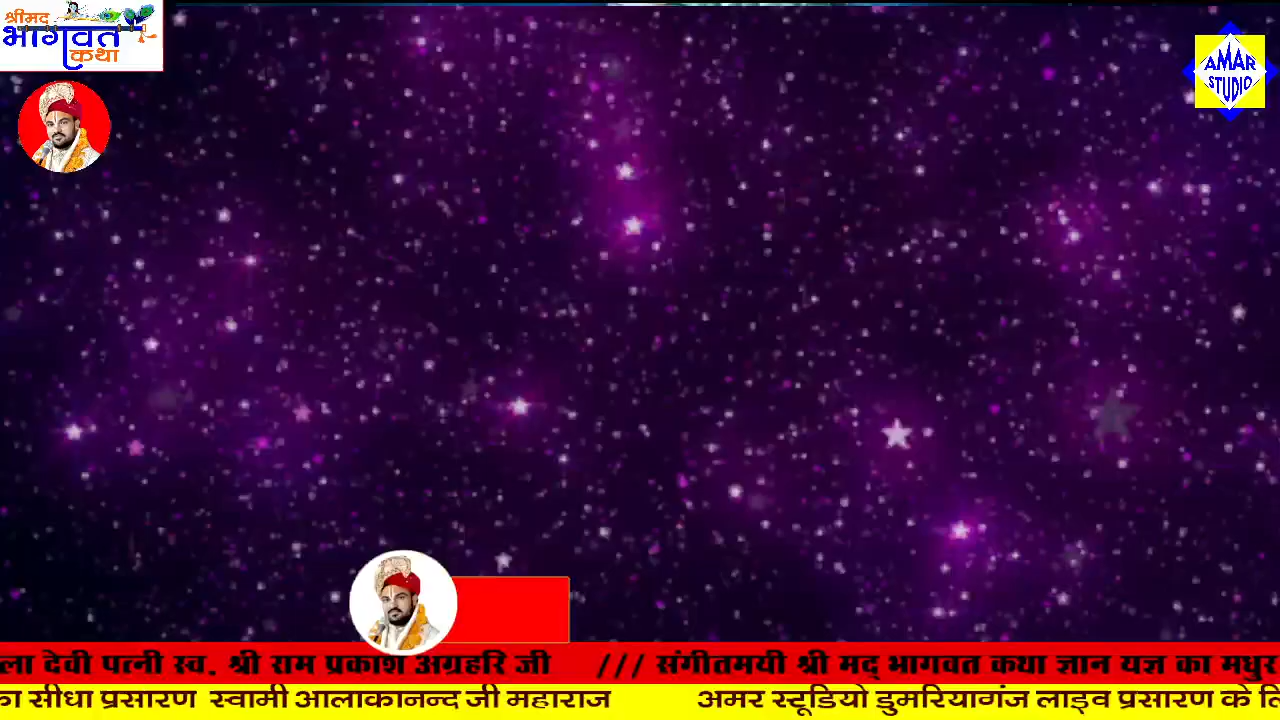 श्रीमद
भागवत
कथा
AMAR
STUDIO
ला देवी पत्नी स्व. श्री राम प्रकाश अग्रहरि जी /// संगीतमयी श्री मद् भागवत कथा ज्ञान यज्ञ का मधुर
का सीधा प्रसारण स्वामी आलाकानन्द जी महाराज अमर स्टूडियो डुमरियागंज लाइव प्रसारण के